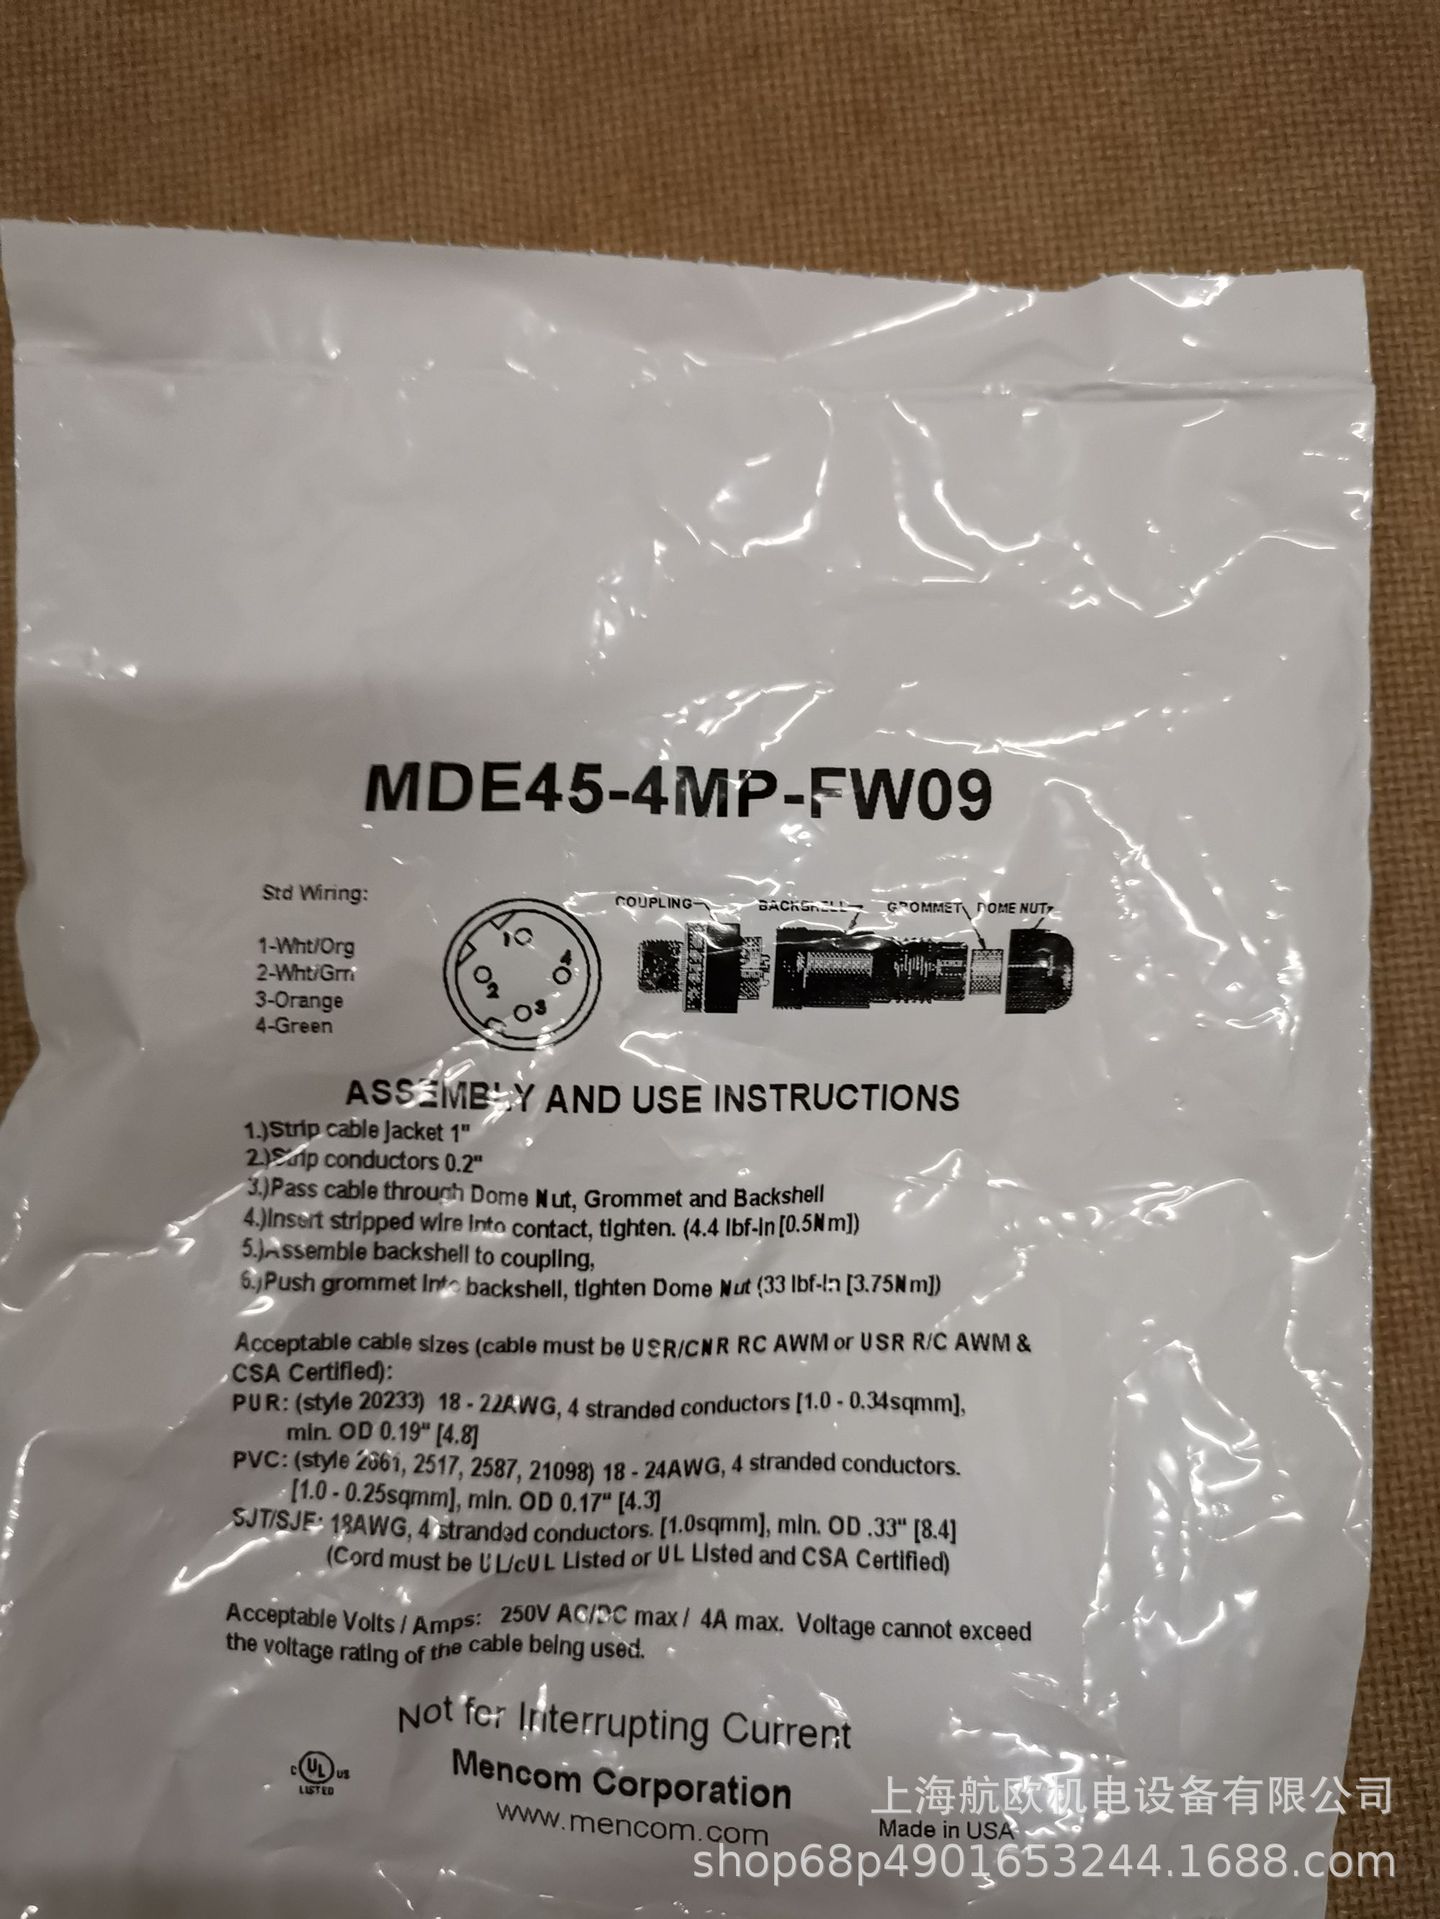 MDE45-4MP-FW09
Std Wiring:
1-Wht/Org
2-Wht/Grn
3-Orange
4-Green
1
2
3
4
COUPLING
BACKSHELL
GROMMET
DOME NUT
ASSEMBLY AND USE INSTRUCTIONS
1.)Strip cable jacket 1"
2.)Strip conductors 0.2"
3.)Pass cable through Dome Nut, Grommet and Backshell
4.)Insert stripped wire into contact, tighten. (4.4 lbf-in [0.5Nm])
5.)Assemble backshell to coupling,
6.)Push grommet into backshell, tighten Dome Nut (33 lbf-in [3.75Nm])
Acceptable cable sizes (cable must be USR/CNR RC AWM or USR R/C AWM &
CSA Certified):
PUR: (style 20233) 18 - 22AWG, 4 stranded conductors [1.0 - 0.34sqmm],
min. OD 0.19" [4.8]
PVC: (style 2661, 2517, 2587, 21098) 18 - 24AWG, 4 stranded conductors.
[1.0 - 0.25sqmm], min. OD 0.17" [4.3]
SJT/SJE: 18AWG, 4 stranded conductors. [1.0sqmm], min. OD .33" [8.4]
(Cord must be UL/cUL Listed or UL Listed and CSA Certified)
Acceptable Volts / Amps: 250V AC/DC max / 4A max. Voltage cannot exceed
the voltage rating of the cable being used.
Not for Interrupting Current
C UL US
LISTED
Mencom Corporation
www.mencom.com
上海航欧机电设备有限公司
Made in USA
shop68p4901653244.1688.com